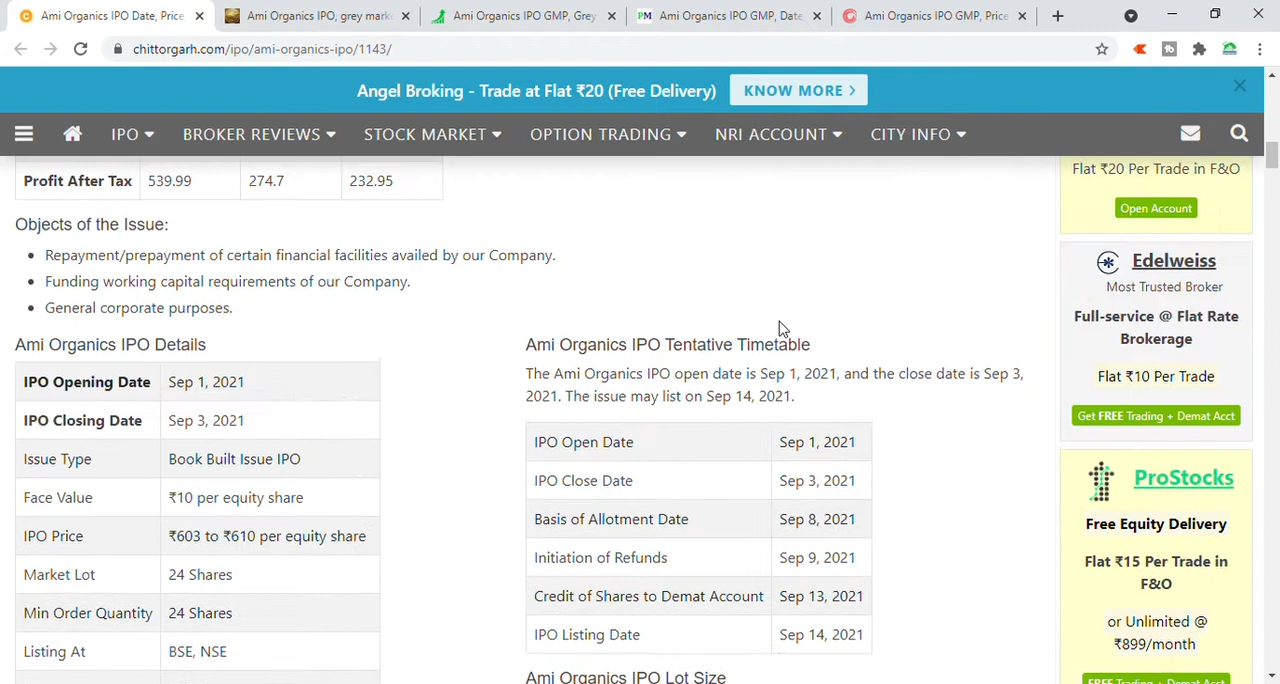 Ami Organics IPO Date, Price,
Ami Organics IPO, grey mark
Ami Organics IPO GMP, Grey
PM Ami Organics IPO GMP, Date
Ami Organics IPO GMP, Price
chittorgarh.com/ipo/ami-organics-ipo/1143/
Angel Broking - Trade at Flat ₹20 (Free Delivery) KNOW MORE
IPO BROKER REVIEWS STOCK MARKET OPTION TRADING NRI ACCOUNT CITY INFO
Profit After Tax 539.99 274.7 232.95
Objects of the Issue:
• Repayment/prepayment of certain financial facilities availed by our Company.
• Funding working capital requirements of our Company.
• General corporate purposes.
Ami Organics IPO Details
IPO Opening Date Sep 1, 2021
IPO Closing Date Sep 3, 2021
Issue Type Book Built Issue IPO
Face Value ₹10 per equity share
IPO Price ₹603 to ₹610 per equity share
Market Lot 24 Shares
Min Order Quantity 24 Shares
Listing At BSE, NSE
Ami Organics IPO Tentative Timetable
The Ami Organics IPO open date is Sep 1, 2021, and the close date is Sep 3,
2021. The issue may list on Sep 14, 2021.
IPO Open Date Sep 1, 2021
IPO Close Date Sep 3, 2021
Basis of Allotment Date Sep 8, 2021
Initiation of Refunds Sep 9, 2021
Credit of Shares to Demat Account Sep 13, 2021
IPO Listing Date Sep 14, 2021
Ami Organics IPO Lot Size
Flat ₹20 Per Trade in F&O
Open Account
Edelweiss
Most Trusted Broker
Full-service @ Flat Rate
Brokerage
Flat ₹10 Per Trade
Get FREE Trading + Demat Acct
ProStocks
Free Equity Delivery
Flat ₹15 Per Trade in
F&O
or Unlimited @
₹899/month
FREE Trading + Demat Acct